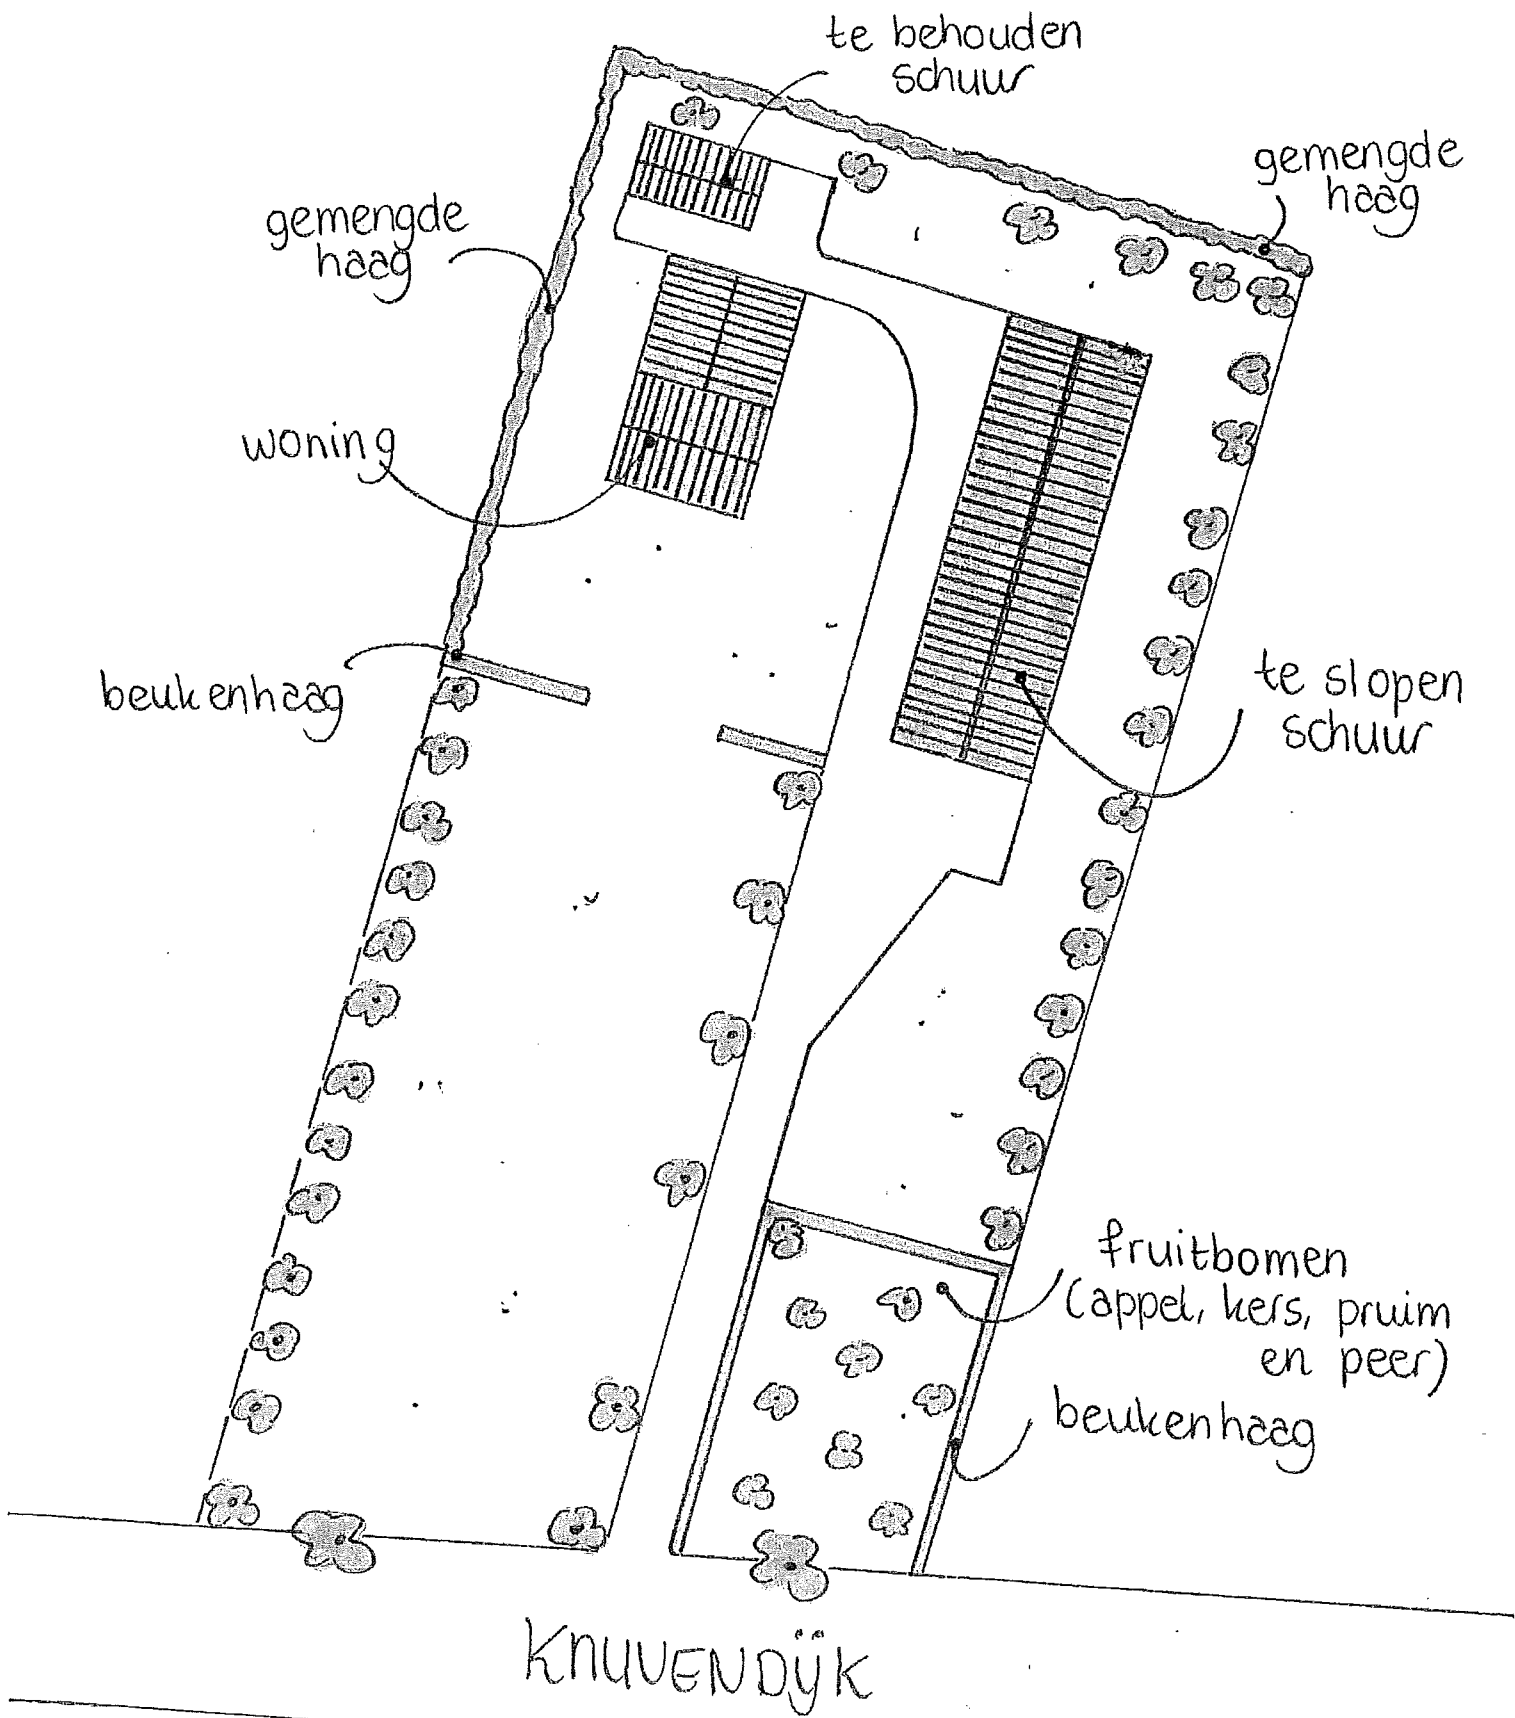 te behouden
schuur
gemengde
haag
gemengde
haag
woning
beukenhaag
te slopen
schuur
fruitbomen
(appel, kers, pruim
en peer)
beukenhaag
KNUVENDIJK